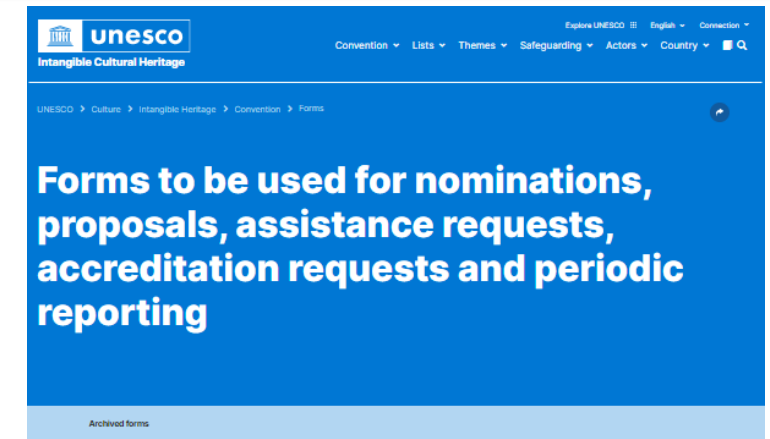 Explore UNESCO English Connection
unesco
Intangible Cultural Heritage
Convention Lists Themes Safeguarding Actors Country
UNESCO > Culture > Intangible Heritage > Convention > Forms
Forms to be used for nominations,
proposals, assistance requests,
accreditation requests and periodic
reporting
Archived forms